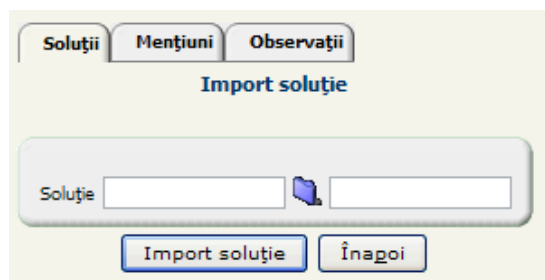 Soluţii Menţiuni Observaţii
Import soluţie
Soluţie
Import soluţie Înapoi